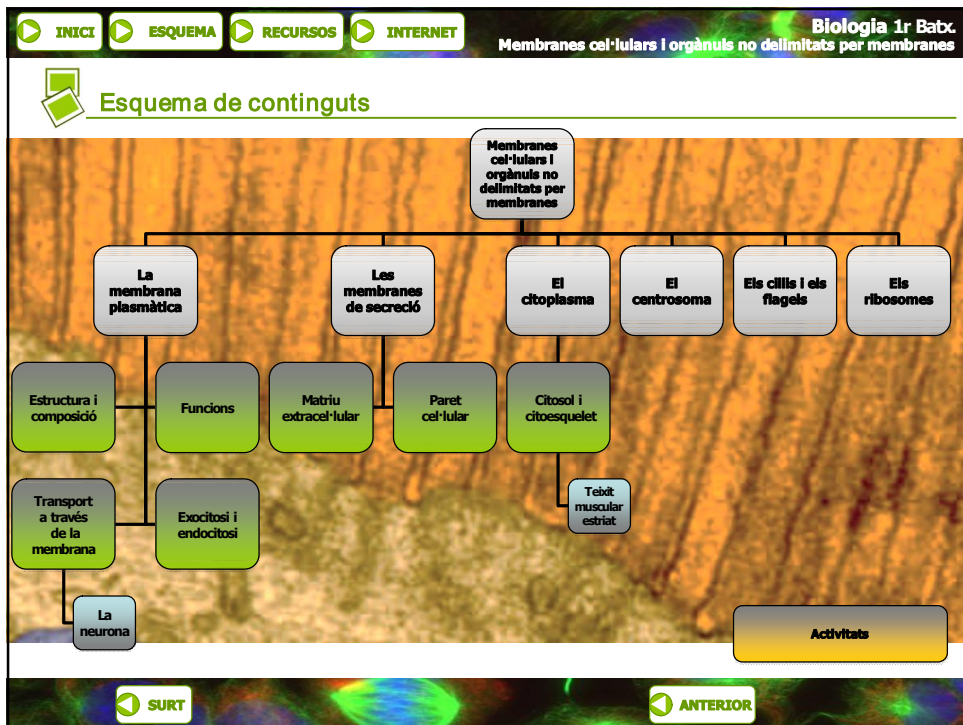 INICI
ESQUEMA
RECURSOS
INTERNET
Biologia 1r Batx.
Membranes cel·lulars i orgànuls no delimitats per membranes
Esquema de continguts
Membranes
cel·lulars i
orgànuls no
delimitats per
membranes
La
membrana
plasmàtica
Les
membranes
de secreció
El
citoplasma
El
centrosoma
Els cilis i els
flagels
Els
ribosomes
Estructura i
composició
Funcions
Matriu
extracel·lular
Paret
cel·lular
Citosol i
citoesquelet
Transport
a través
de la
membrana
Exocitosi i
endocitosi
Teixit
muscular
estriat
La
neurona
Activitats
SURT
ANTERIOR